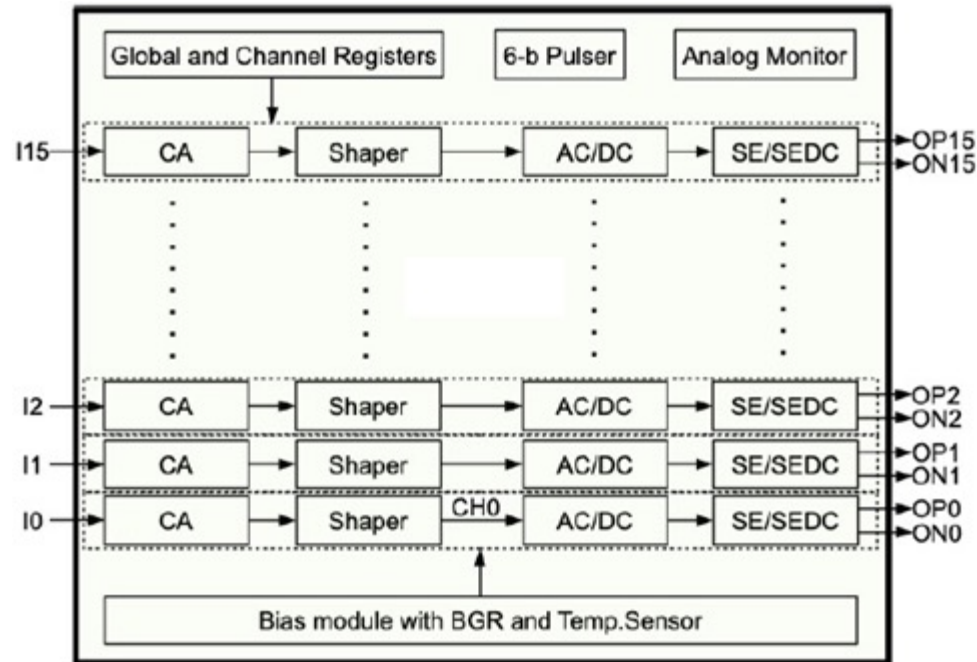 Global and Channel Registers
6-b Pulser
Analog Monitor
I15
CA
Shaper
AC/DC
SE/SEDC
OP15
ON15
I2
CA
Shaper
AC/DC
SE/SEDC
OP2
ON2
I1
CA
Shaper
AC/DC
SE/SEDC
OP1
ON1
I0
CA
Shaper
CH0
AC/DC
SE/SEDC
OP0
ON0
Bias module with BGR and Temp.Sensor